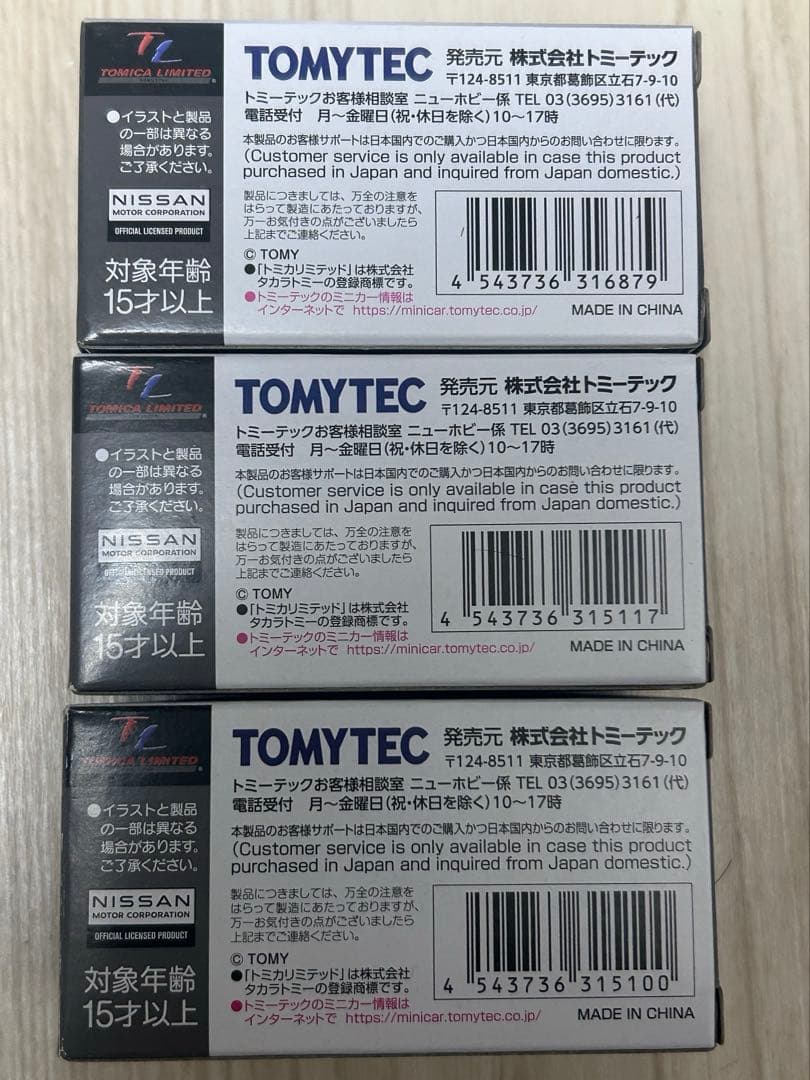 TL
TOMICA LIMITED
●イラストと製品
の一部は異なる
場合があります。
ご了承ください。
NISSAN
MOTOR CORPORATION
OFFICIAL LICENSED PRODUCT
対象年齢
15才以上
TOMYTEC 発売元 株式会社トミーテック
〒124-8511 東京都葛飾区立石7-9-10
トミーテックお客様相談室 ニューホビー係 TEL 03(3695)3161(代)
電話受付 月〜金曜日(祝・休日を除く)10〜17時
本製品のお客様サポートは日本国内でのご購入かつ日本国内からのお問い合わせに限ります。
(Customer service is only available in case this product
purchased in Japan and inquired from Japan domestic.)
製品につきましては、万全の注意を
はらって製造にあたっておりますが、
万一お気付きの点がございましたら
上記までご連絡ください。
© TOMY
●「トミカリミテッド」は株式会社
タカラトミーの登録商標です。
●トミーテックのミニカー情報は
インターネットで https://minicar.tomytec.co.jp/
4 543736 316879
MADE IN CHINA
TL
TOMICA LIMITED
●イラストと製品
の一部は異なる
場合があります。
ご了承ください。
NISSAN
MOTOR CORPORATION
OFFICIAL LICENSED PRODUCT
対象年齢
15才以上
TOMYTEC 発売元 株式会社トミーテック
〒124-8511 東京都葛飾区立石7-9-10
トミーテックお客様相談室 ニューホビー係 TEL 03(3695)3161(代)
電話受付 月〜金曜日(祝・休日を除く)10〜17時
本製品のお客様サポートは日本国内でのご購入かつ日本国内からのお問い合わせに限ります。
(Customer service is only available in case this product
purchased in Japan and inquired from Japan domestic.)
製品につきましては、万全の注意を
はらって製造にあたっておりますが、
万一お気付きの点がございましたら
上記までご連絡ください。
© TOMY
●「トミカリミテッド」は株式会社
タカラトミーの登録商標です。
●トミーテックのミニカー情報は
インターネットで https://minicar.tomytec.co.jp/
4 543736 315117
MADE IN CHINA
TL
TOMICA LIMITED
●イラストと製品
の一部は異なる
場合があります。
ご了承ください。
NISSAN
MOTOR CORPORATION
OFFICIAL LICENSED PRODUCT
対象年齢
15才以上
TOMYTEC 発売元 株式会社トミーテック
〒124-8511 東京都葛飾区立石7-9-10
トミーテックお客様相談室 ニューホビー係 TEL 03(3695)3161(代)
電話受付 月〜金曜日(祝・休日を除く)10〜17時
本製品のお客様サポートは日本国内でのご購入かつ日本国内からのお問い合わせに限ります。
(Customer service is only available in case this product
purchased in Japan and inquired from Japan domestic.)
製品につきましては、万全の注意を
はらって製造にあたっておりますが、
万一お気付きの点がございましたら
上記までご連絡ください。
© TOMY
●「トミカリミテッド」は株式会社
タカラトミーの登録商標です。
●トミーテックのミニカー情報は
インターネットで https://minicar.tomytec.co.jp/
4 543736 315100
MADE IN CHINA